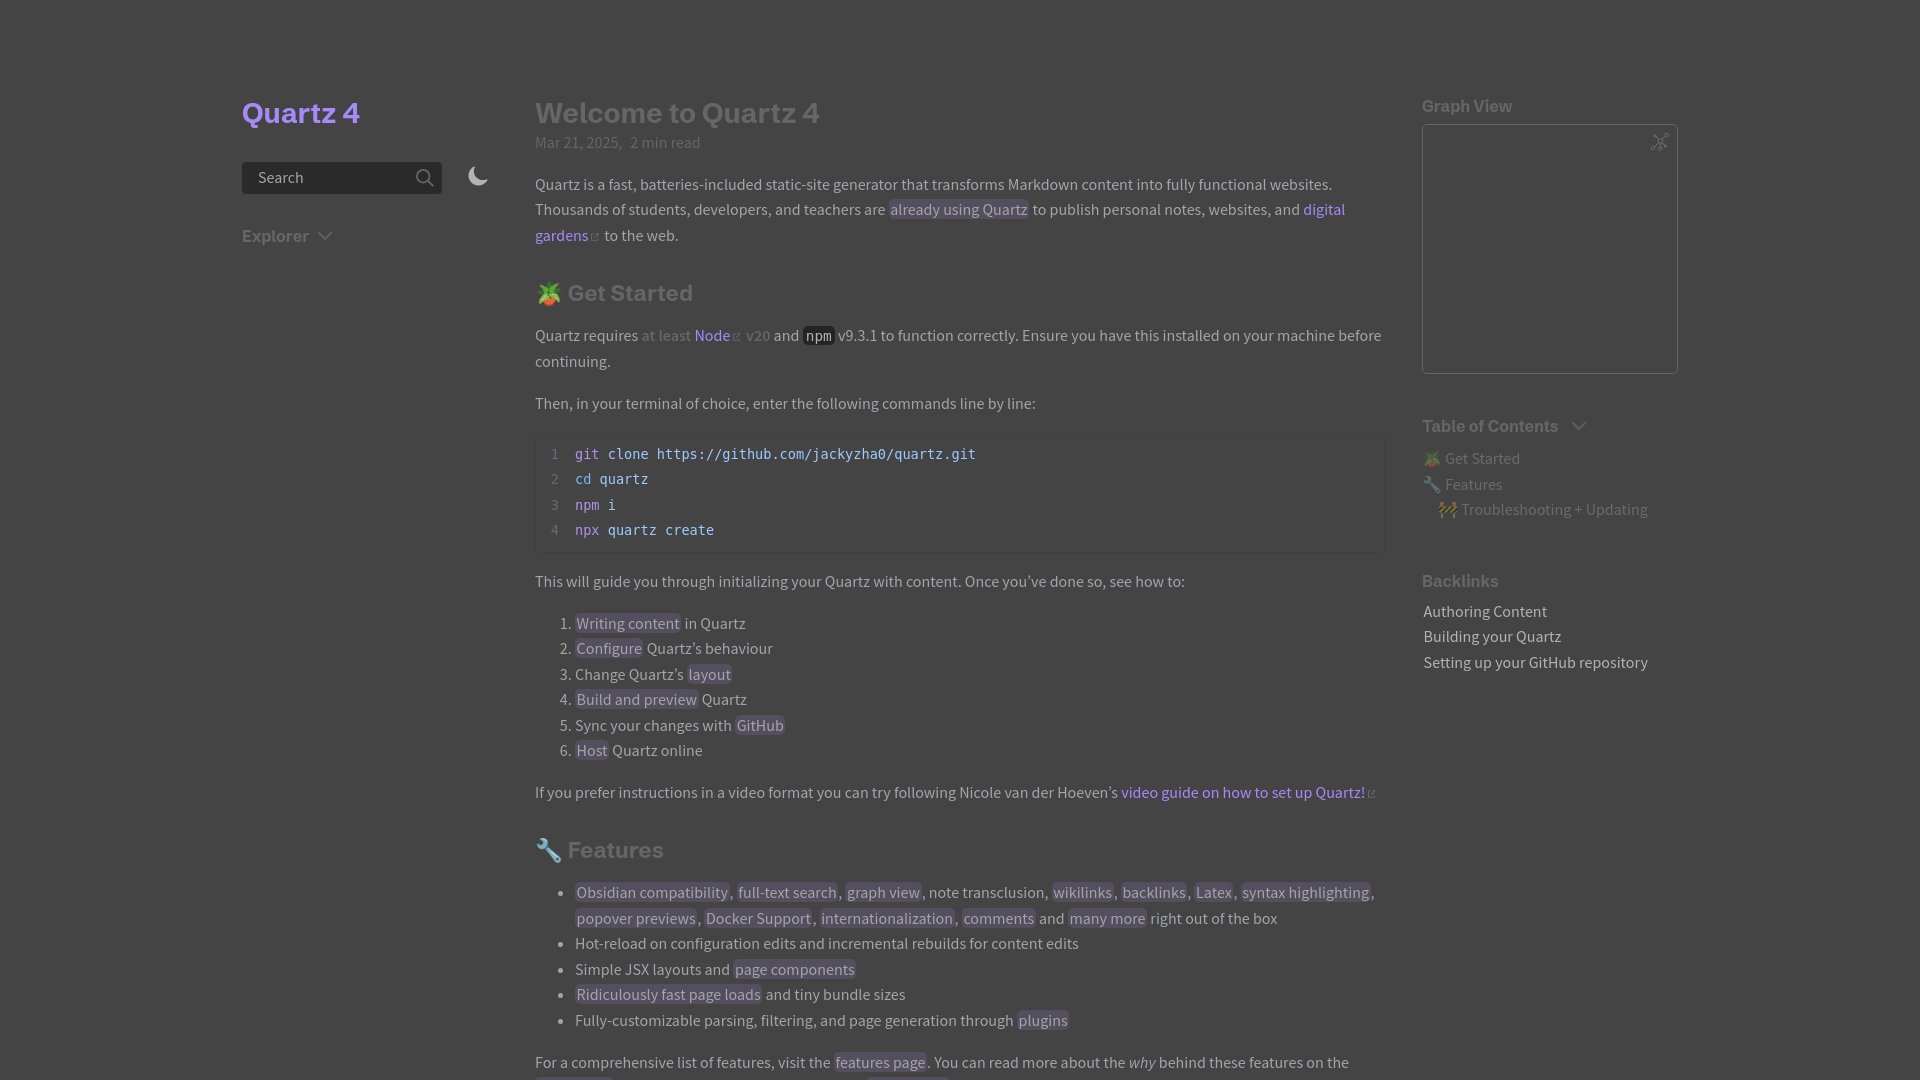 Quartz 4
Search
Explorer
Welcome to Quartz 4
Mar 21, 2025, 2 min read
Quartz is a fast, batteries-included static-site generator that transforms Markdown content into fully functional websites.
Thousands of students, developers, and teachers are already using Quartz to publish personal notes, websites, and digital
gardens to the web.
🪴 Get Started
Quartz requires at least Node v20 and npm v9.3.1 to function correctly. Ensure you have this installed on your machine before
continuing.
Then, in your terminal of choice, enter the following commands line by line:
1 git clone https://github.com/jackyzha0/quartz.git
2 cd quartz
3 npm i
4 npx quartz create
This will guide you through initializing your Quartz with content. Once you’ve done so, see how to:
1. Writing content in Quartz
2. Configure Quartz’s behaviour
3. Change Quartz’s layout
4. Build and preview Quartz
5. Sync your changes with GitHub
6. Host Quartz online
If you prefer instructions in a video format you can try following Nicole van der Hoeven’s video guide on how to set up Quartz!
🔧 Features
• Obsidian compatibility, full-text search, graph view, note transclusion, wikilinks, backlinks, Latex, syntax highlighting,
popover previews, Docker Support, internationalization, comments and many more right out of the box
• Hot-reload on configuration edits and incremental rebuilds for content edits
• Simple JSX layouts and page components
• Ridiculously fast page loads and tiny bundle sizes
• Fully-customizable parsing, filtering, and page generation through plugins
For a comprehensive list of features, visit the features page. You can read more about the why behind these features on the
Graph View
Table of Contents
🪴 Get Started
🔧 Features
🚧 Troubleshooting + Updating
Backlinks
Authoring Content
Building your Quartz
Setting up your GitHub repository